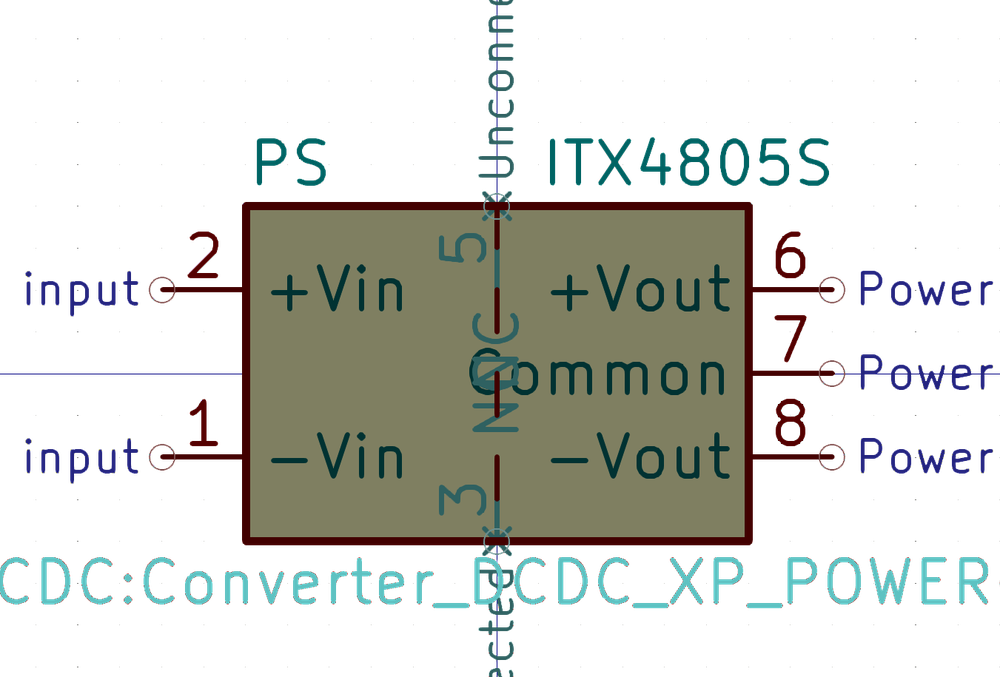 Unconne
PS
ITX4805S
5
2
6
input
+Vin
+Vout
Power
7
NC
Common
Power
1
8
input
-Vin
-Vout
Power
3
CDC:Converter_DCDC_XP_POWER
ected